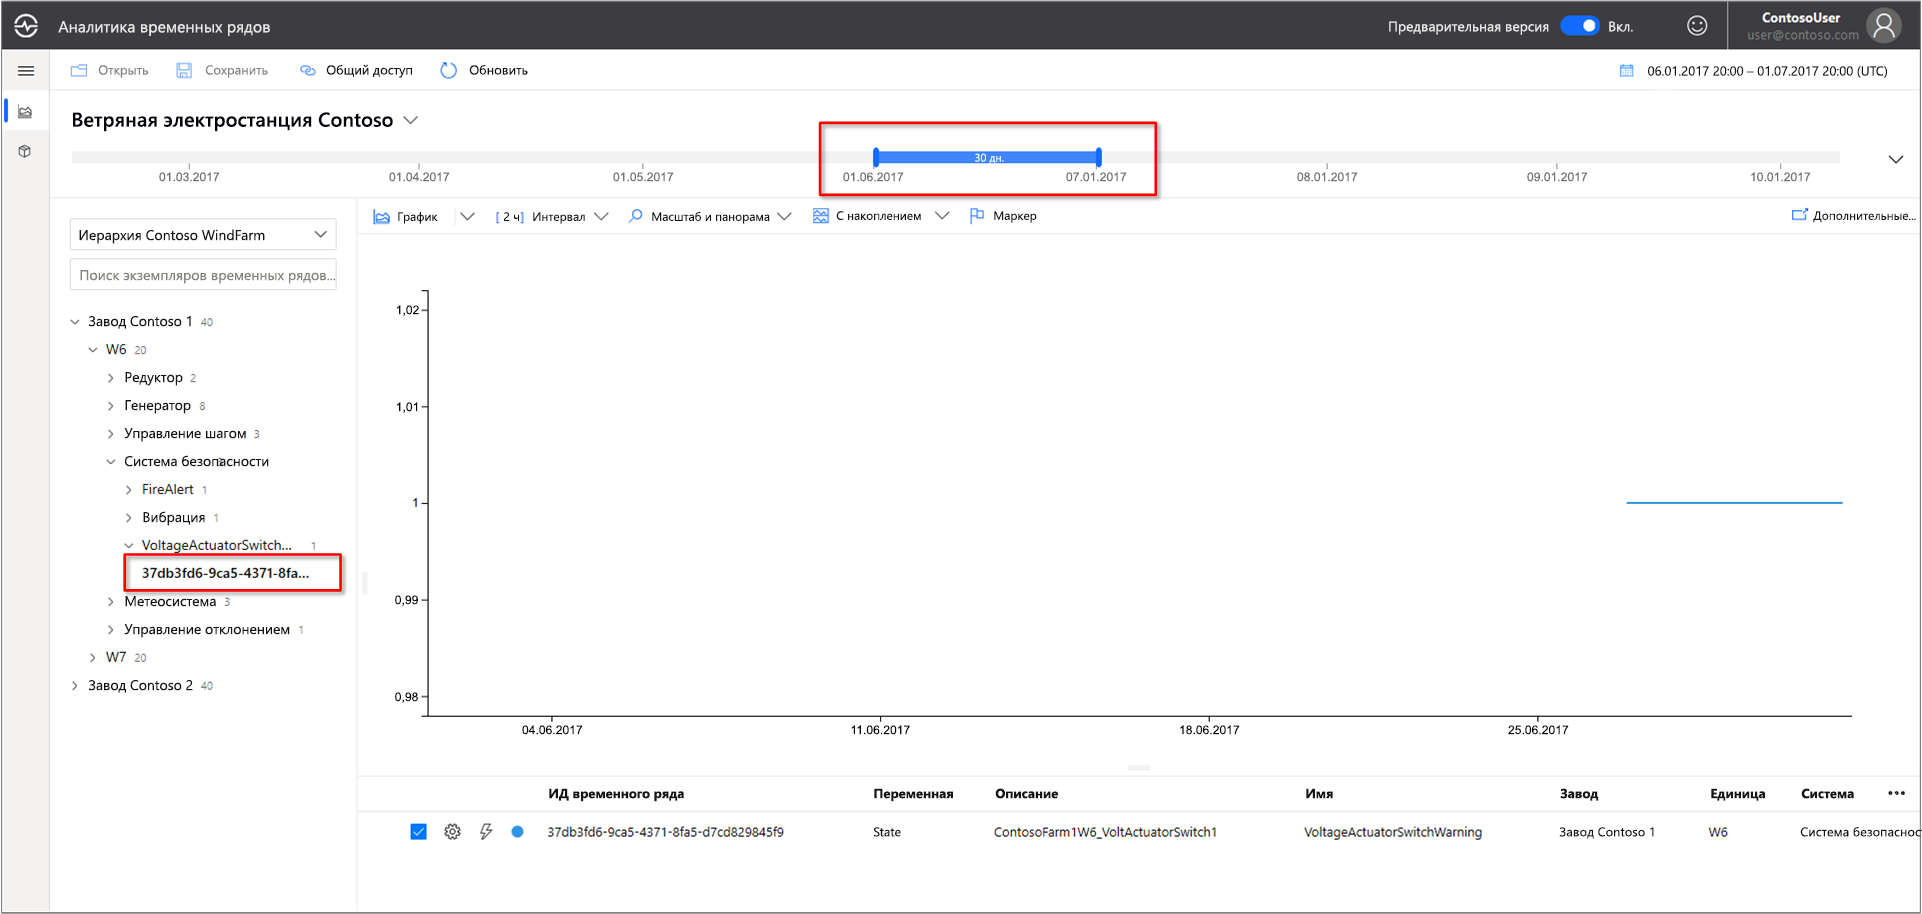 Аналитика временных рядов
Предварительная версия
Вкл.
ContosoUser
user@contoso.com
Открыть
Сохранить
Общий доступ
Обновить
06.01.2017 20:00 – 01.07.2017 20:00 (UTC)
Ветряная электростанция Contoso
30 дн.
01.03.2017
01.04.2017
01.05.2017
01.06.2017
07.01.2017
08.01.2017
09.01.2017
10.01.2017
График
[ 2 ч] Интервал
Масштаб и панорама
С накоплением
Маркер
Дополнительные...
Иерархия Contoso WindFarm
Поиск экземпляров временных рядов...
Завод Contoso 1 40
W6 20
Редуктор 2
Генератор 8
Управление шагом 3
Система безопасности
FireAlert 1
Вибрация 1
VoltageActuatorSwitch... 1
37db3fd6-9ca5-4371-8fa...
Метеосистема 3
Управление отклонением 1
W7 20
Завод Contoso 2 40
1,02
1,01
1
0,99
0,98
04.06.2017
11.06.2017
18.06.2017
25.06.2017
ИД временного ряда Переменная Описание Имя Завод Единица Система
37db3fd6-9ca5-4371-8fa5-d7cd829845f9 State ContosoFarm1W6_VoltActuatorSwitch1 VoltageActuatorSwitchWarning Завод Contoso 1 W6 Система безопаснос